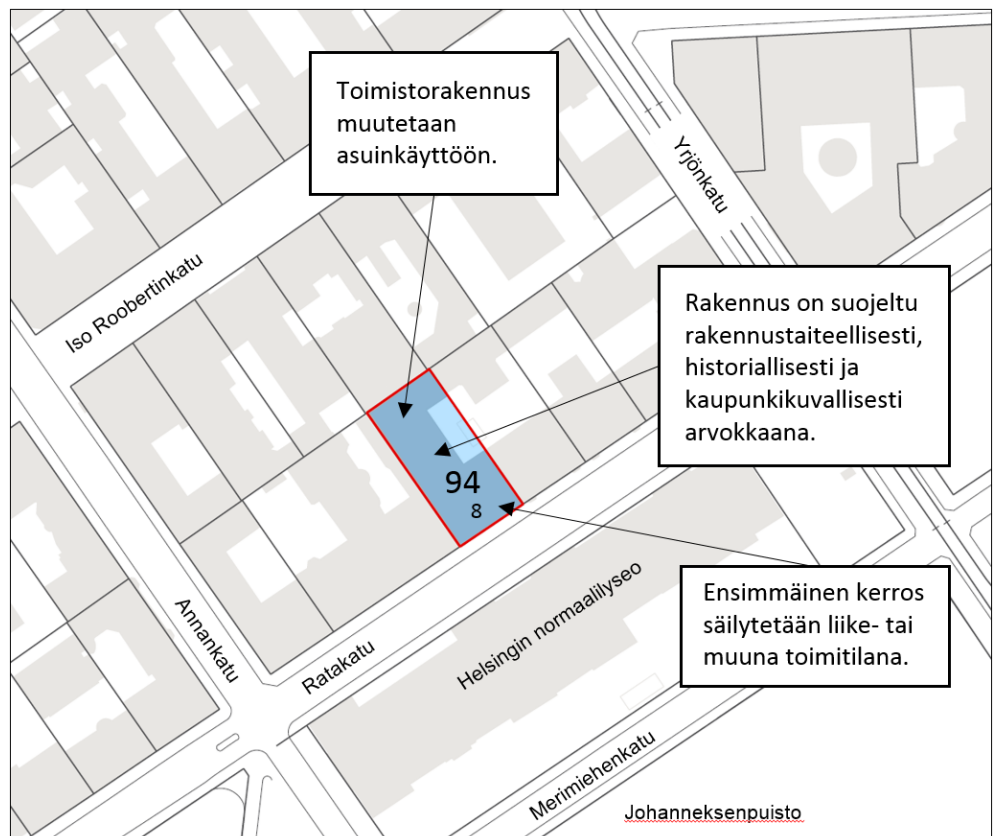 Toimistorakennus
muutetaan
asuinkäyttöön.
Yrjönkatu
Iso Roobertinkatu
Rakennus on suojeltu
rakennustaiteellisesti,
historiallisesti ja
kaupunkikuvallisesti
arvokkaana.
94
8
Ensimmäinen kerros
säilytetään liike- tai
muuna toimitilana.
Helsingin normaalilyseo
Annankatu
Ratakatu
Merimiehenkatu
Johanneksenpuisto